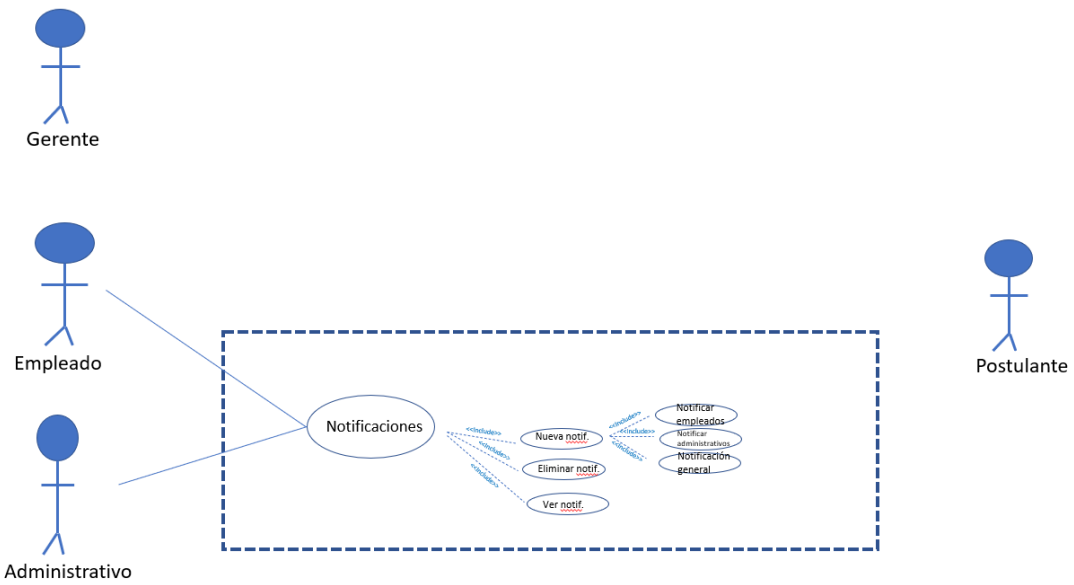 Gerente
Empleado
Postulante
Administrativo
Notificaciones
<<include>>
<<include>>
<<include>>
Nueva notif.
Eliminar notif.
Ver notif.
<<include>>
<<include>>
<<include>>
Notificar
empleados
Notificar
administrativos
Notificación
general